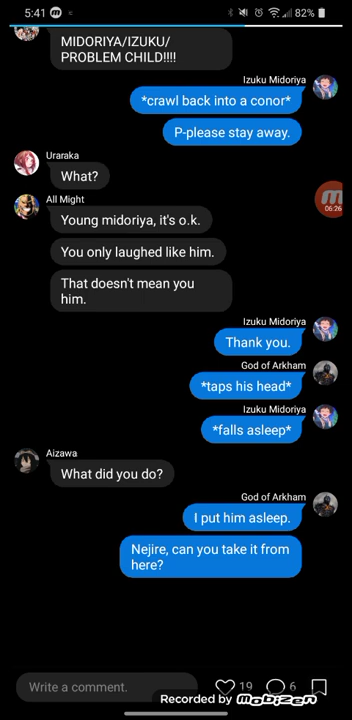 5:41
82%
MIDORIYA/IZUKU/
PROBLEM CHILD!!!!
Izuku Midoriya
*crawl back into a conor*
P-please stay away.
Uraraka
What?
All Might
Young midoriya, it's o.k.
06:26
You only laughed like him.
That doesn't mean you
him.
Izuku Midoriya
Thank you.
God of Arkham
*taps his head*
Izuku Midoriya
*falls asleep*
Aizawa
What did you do?
God of Arkham
I put him asleep.
Nejire, can you take it from
here?
Write a comment.
19
6
Recorded by mobizen